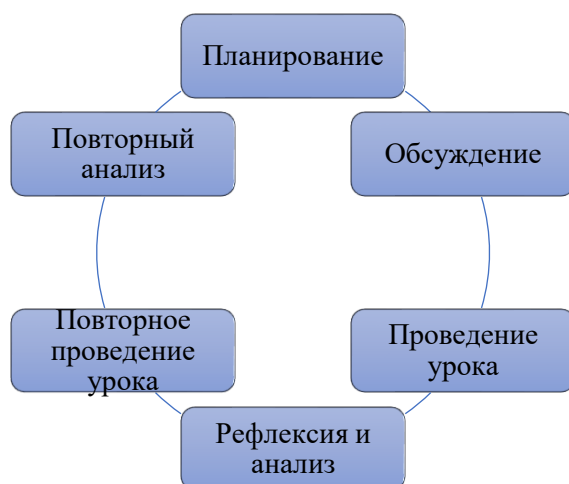 Планирование
Обсуждение
Проведение
урока
Рефлексия и
анализ
Повторное
проведение
урока
Повторный
анализ